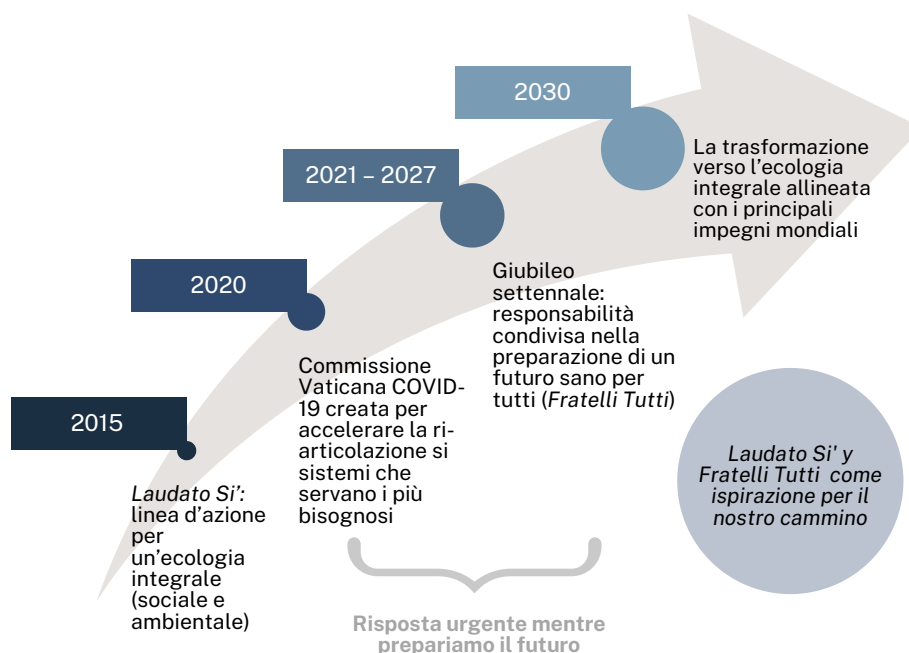 2015
Laudato Si':
linea d'azione
per
un'ecologia
integrale
(sociale e
ambientale)
2020
Commissione
Vaticana COVID-
19 creata per
accelerare la ri-
articolazione si
sistemi che
servano i più
bisognosi
2021 – 2027
Giubileo
settennale:
responsabilità
condivisa nella
preparazione di un
futuro sano per
tutti (Fratelli Tutti)
2030
La trasformazione
verso l'ecologia
integrale allineata
con i principali
impegni mondiali
Laudato Si' y
Fratelli Tutti come
ispirazione per il
nostro cammino
Risposta urgente mentre
prepariamo il futuro